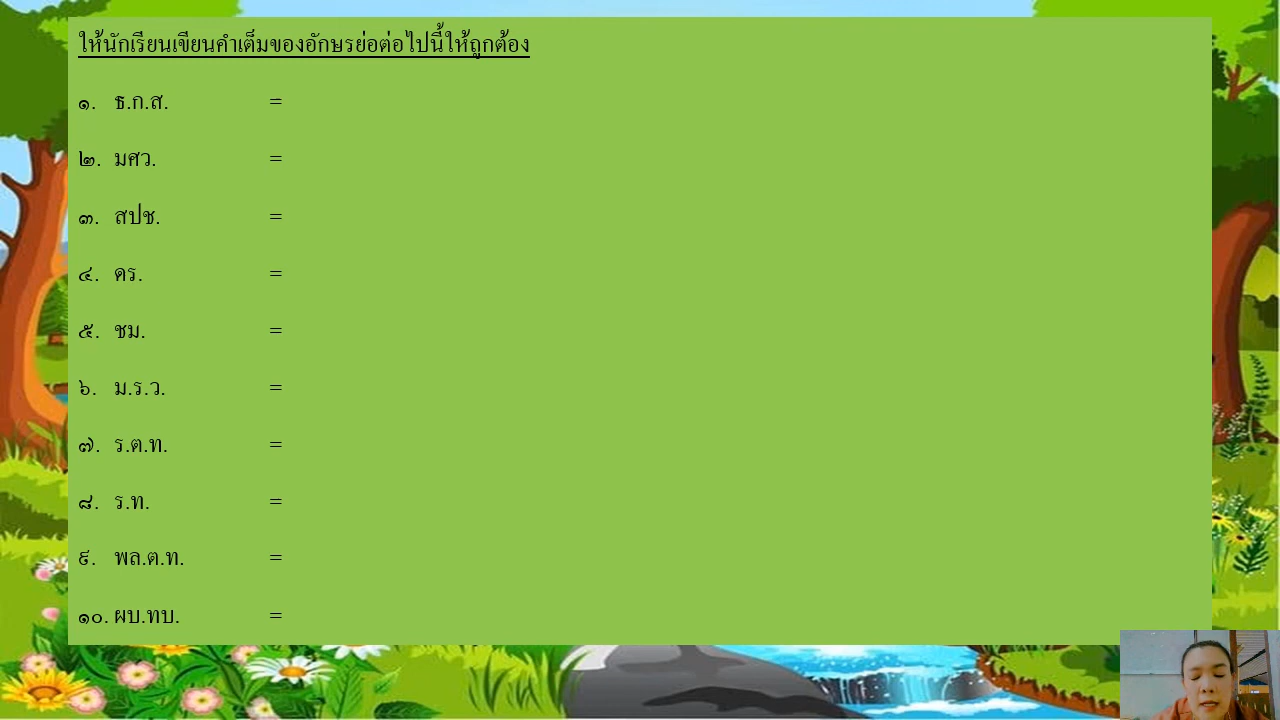 ให้นักเรียนเขียนคำเต็มของอักษรย่อต่อไปนี้ให้ถูกต้อง
๑. ธ.ก.ส. =
๒. มศว. =
๓. สปช. =
๔. ดร. =
๕. ชม. =
๖. ม.ร.ว. =
๗. ร.ต.ท. =
๘. ร.ท. =
๙. พล.ต.ท. =
๑๐. ผบ.ทบ. =